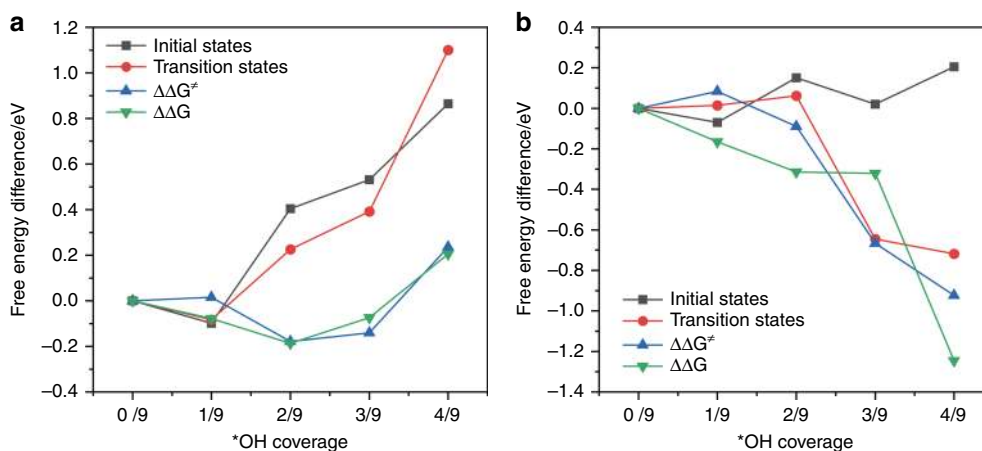 a
Free energy difference/eV
1.2
1.0
0.8
0.6
0.4
0.2
0.0
−0.2
−0.4
Initial states
Transition states
ΔΔG≠
ΔΔG
0 /9
1/9
2/9
3/9
4/9
*OH coverage
b
Free energy difference/eV
0.4
0.2
0.0
−0.2
−0.4
−0.6
−0.8
−1.0
−1.2
−1.4
Initial states
Transition states
ΔΔG≠
ΔΔG
0 /9
1/9
2/9
3/9
4/9
*OH coverage